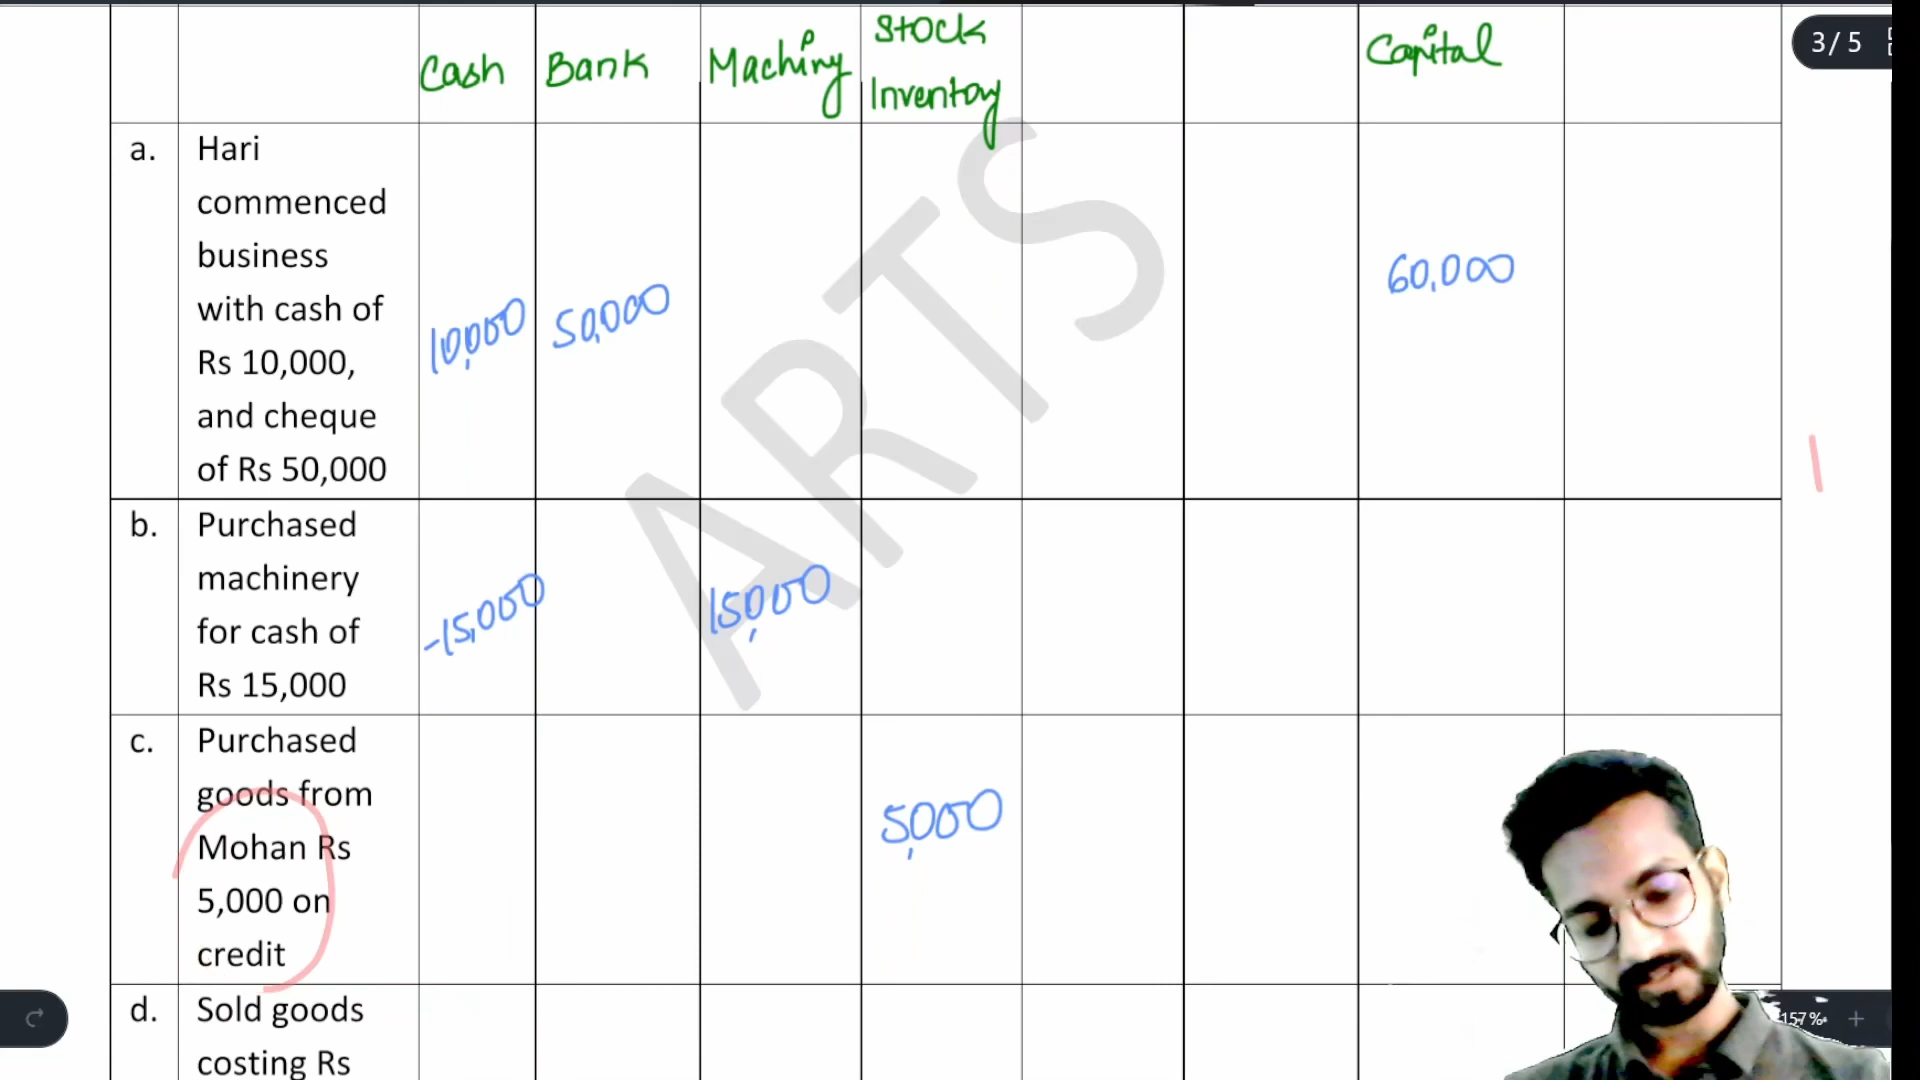 3/5
Cash Bank Machiny Stock Inventory Capital
a. Hari
commenced
business
with cash of
Rs 10,000,
and cheque
of Rs 50,000
10,000 50,000 60,000
b. Purchased
machinery
for cash of
Rs 15,000
-15,000 15,000
c. Purchased
goods from
Mohan Rs
5,000 on
credit
5,000
d. Sold goods
costing Rs
ARTS
157%